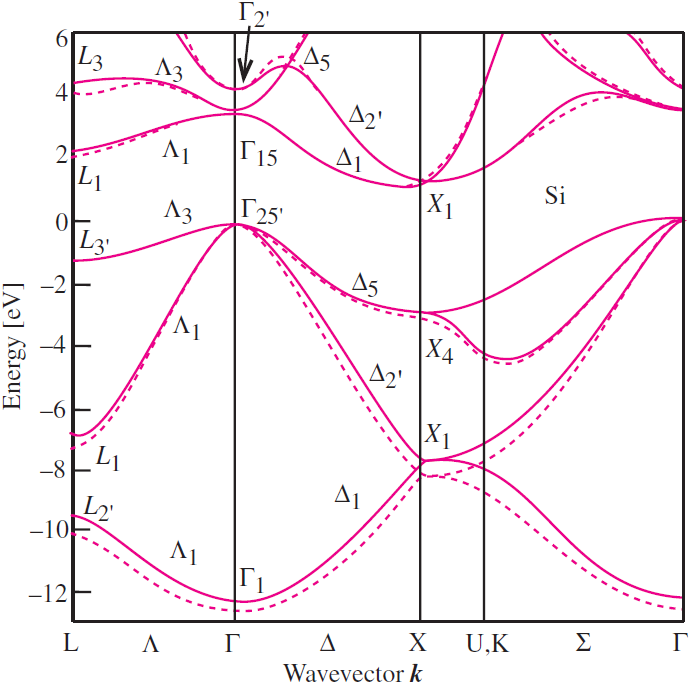 Γ2'
6
L3
Λ3
Δ5
4
Δ2'
2
Λ1
Γ15
Δ1
L1
X1
Si
0
Λ3
Γ25'
L3'
−2
Δ5
Λ1
−4
X4
Δ2'
−6
X1
L1
−8
Δ1
L2'
−10
Λ1
Γ1
−12
Energy [eV]
L Λ Γ Δ X U,K Σ Γ
Wavevector k